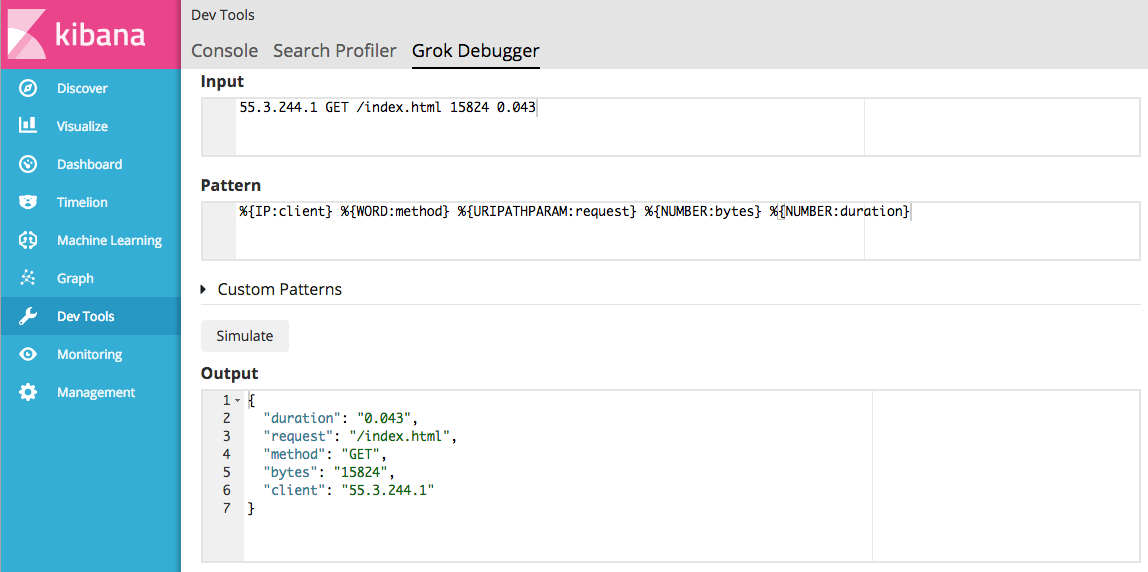 kibana
Discover
Visualize
Dashboard
Timelion
Machine Learning
Graph
Dev Tools
Monitoring
Management
Dev Tools
Console Search Profiler Grok Debugger
Input
55.3.244.1 GET /index.html 15824 0.043
Pattern
%{IP:client} %{WORD:method} %{URIPATHPARAM:request} %{NUMBER:bytes} %{NUMBER:duration}
Custom Patterns
Simulate
Output
1 {
2 "duration": "0.043",
3 "request": "/index.html",
4 "method": "GET",
5 "bytes": "15824",
6 "client": "55.3.244.1"
7 }